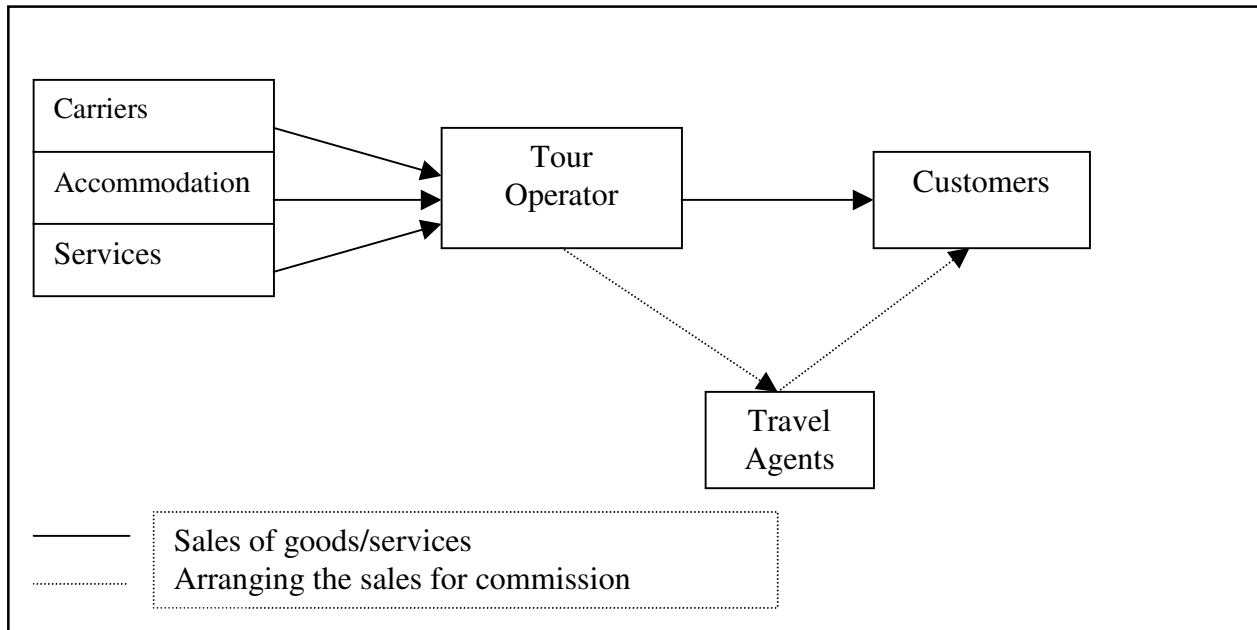 Carriers
Accommodation
Services
Tour
Operator
Customers
Travel
Agents
Sales of goods/services
Arranging the sales for commission